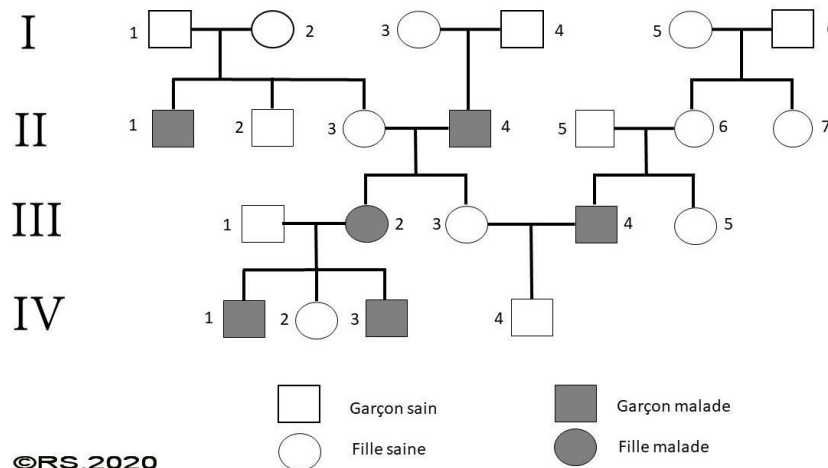 I 1 2 3 4 5
II 1 2 3 4 5 6 7
III 1 2 3 4 5
IV 1 2 3 4
Garçon sain Garçon malade
Fille saine Fille malade
©RS.2020